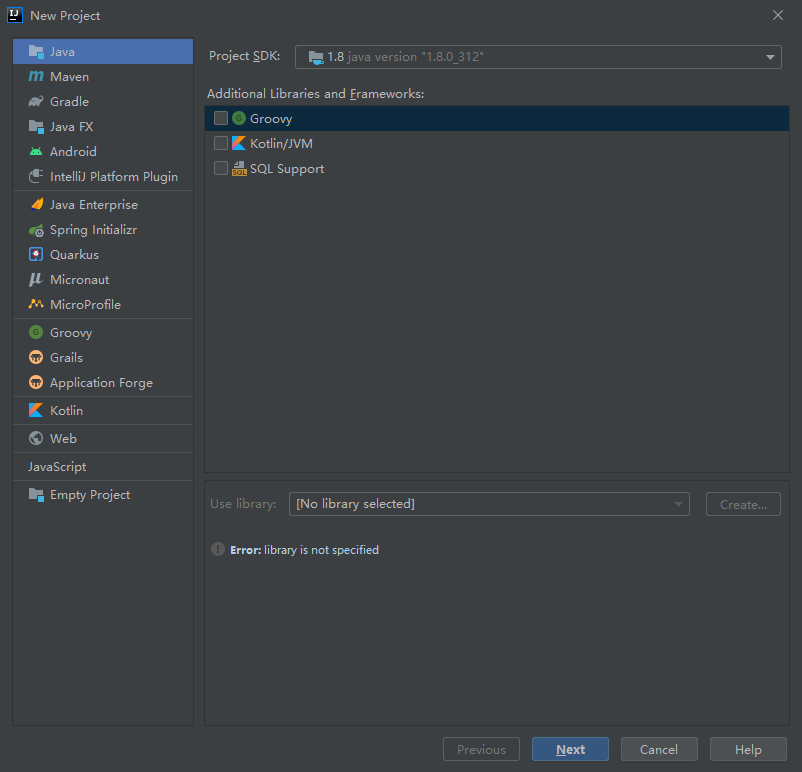 New Project
Java
Maven
Gradle
Java FX
Android
IntelliJ Platform Plugin
Java Enterprise
Spring Initializr
Quarkus
Micronaut
MicroProfile
Groovy
Grails
Application Forge
Kotlin
Web
JavaScript
Empty Project
Project SDK: 1.8 java version "1.8.0_312"
Additional Libraries and Frameworks:
Groovy
Kotlin/JVM
SQL Support
Use library: [No library selected] Create...
Error: library is not specified
Previous Next Cancel Help